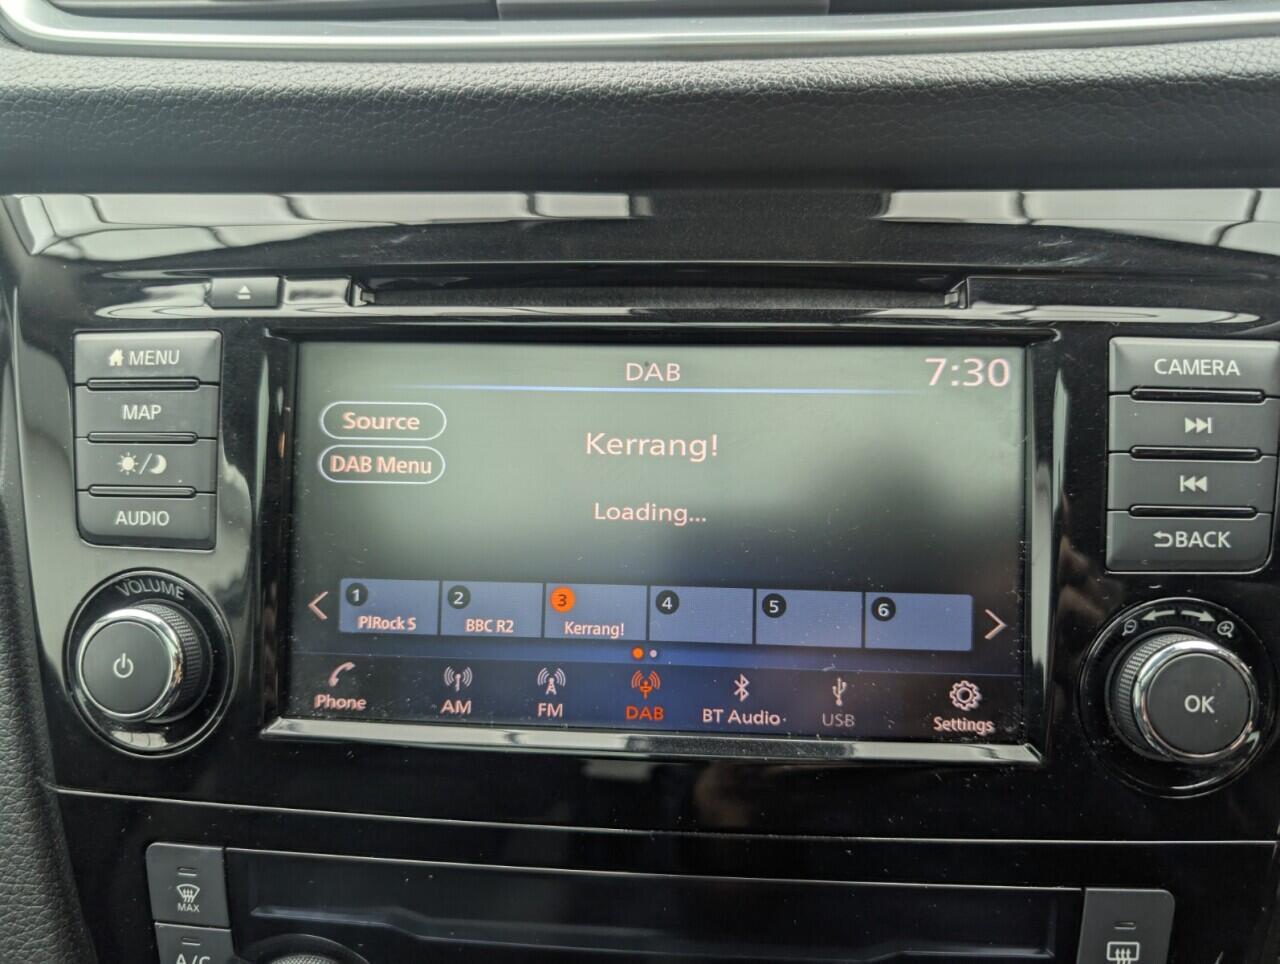 MENU
MAP
AUDIO
VOLUME
DAB
7:30
Source
DAB Menu
Kerrang!
Loading...
1
PlRock S
2
BBC R2
3
Kerrang!
4
5
6
Phone
AM
FM
DAB
BT Audio
USB
Settings
CAMERA
BACK
OK
MAX
A/C